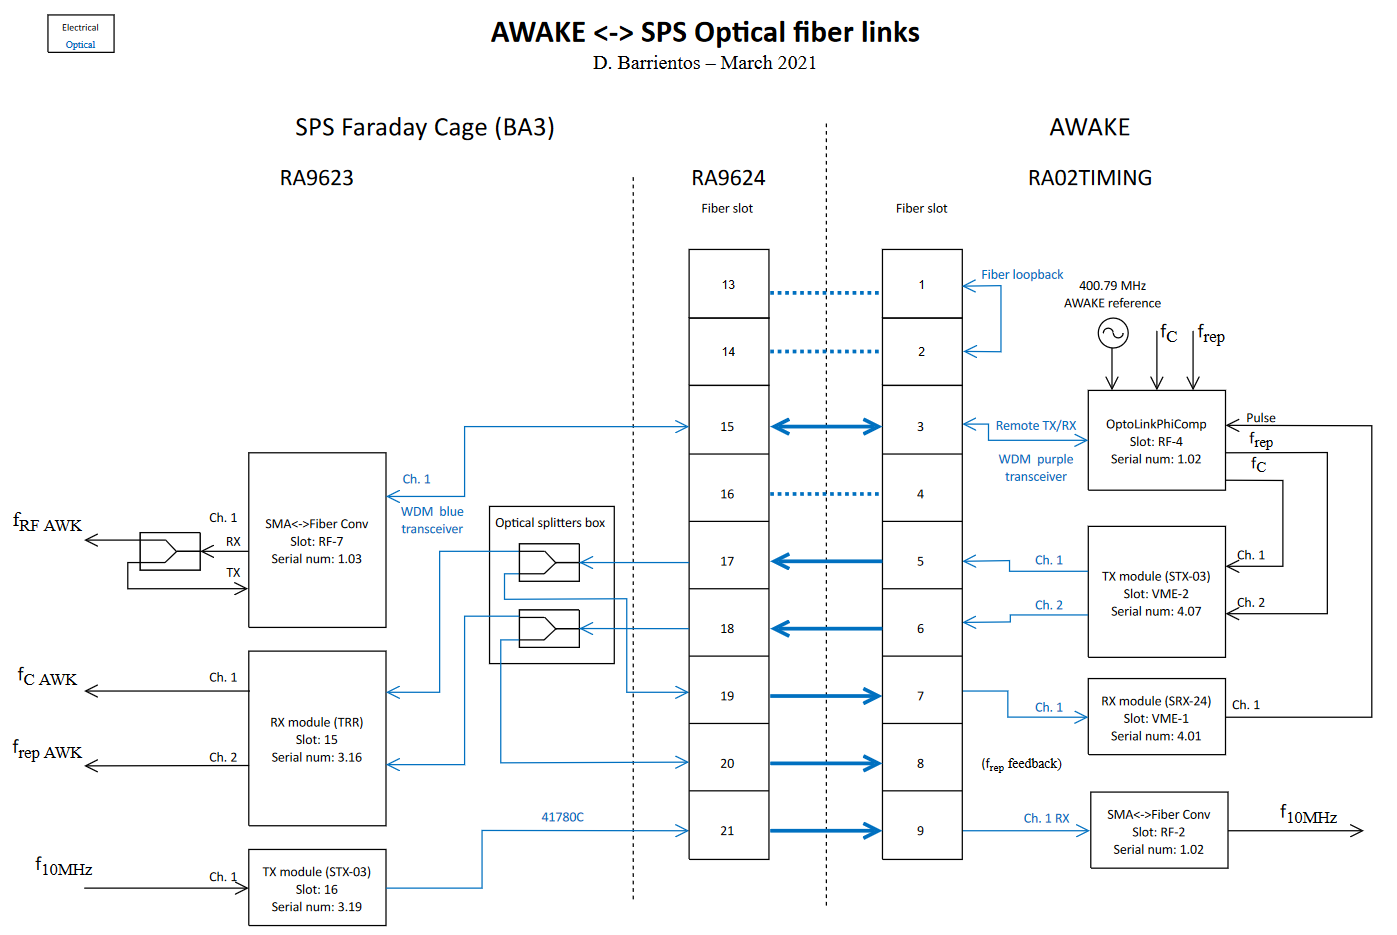 Electrical
Optical
AWAKE <-> SPS Optical fiber links
D. Barrientos – March 2021
SPS Faraday Cage (BA3)
AWAKE
RA9623
RA9624
RA02TIMING
Fiber slot
Fiber slot
13
14
15
16
17
18
19
20
21
1
2
3
4
5
6
7
8
9
Fiber loopback
400.79 MHz
AWAKE reference
fC
frep
OptoLinkPhiComp
Slot: RF-4
Serial num: 1.02
Pulse
frep
fC
Remote TX/RX
WDM purple
transceiver
Ch. 1
WDM blue
transceiver
SMA<->Fiber Conv
Slot: RF-7
Serial num: 1.03
fRF AWK
Ch. 1
RX
TX
Optical splitters box
Ch. 1
Ch. 2
TX module (STX-03)
Slot: VME-2
Serial num: 4.07
Ch. 1
Ch. 2
fC AWK
Ch. 1
frep AWK
Ch. 2
RX module (TRR)
Slot: 15
Serial num: 3.16
Ch. 1
RX module (SRX-24)
Slot: VME-1
Serial num: 4.01
Ch. 1
(frep feedback)
41780C
f10MHz
Ch. 1
TX module (STX-03)
Slot: 16
Serial num: 3.19
Ch. 1 RX
SMA<->Fiber Conv
Slot: RF-2
Serial num: 1.02
f10MHz